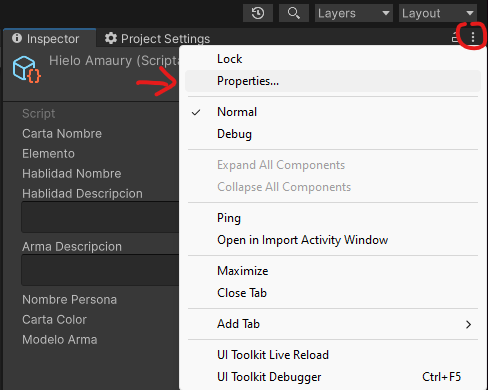 Layers
Layout
Inspector
Project Settings
Hielo Amaury (Scripta
Lock
Properties...
Normal
Debug
Expand All Components
Collapse All Components
Ping
Open in Import Activity Window
Maximize
Close Tab
Add Tab
UI Toolkit Live Reload
UI Toolkit Debugger Ctrl+F5
Script
Carta Nombre
Elemento
Hablidad Nombre
Hablidad Descripcion
Arma Descripcion
Nombre Persona
Carta Color
Modelo Arma